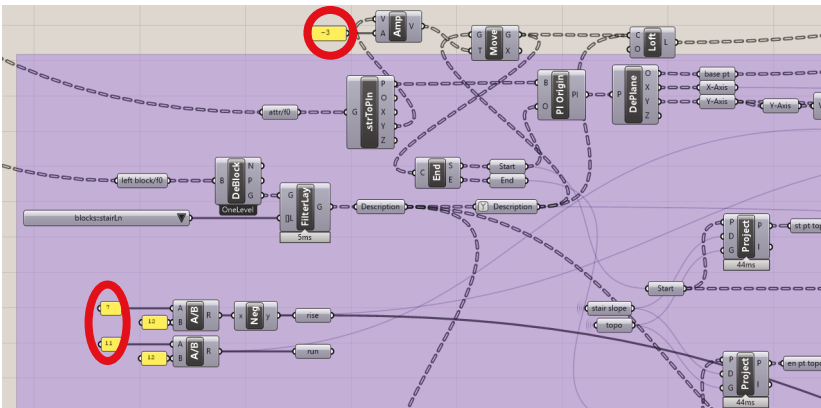 -3
V
A
Amp
V
G
T
Move
G
X
C
O
Loft
L
attr/f0
G
.strToPln
P
O
X
Y
Z
B
O
Pl Origin
Pl
P
DePlane
O
X
Y
Z
base pt
X-Axis
Y-Axis
Y-Axis
V
left block/f0
B
DeBlock
N
P
G
OneLevel
C
End
S
E
Start
End
blocks::stairLn
G
[]L
FilterLay
G
5ms
Description
Description
P
D
G
Project
P
I
44ms
st pt top
Start
7
12
A
B
A/B
R
x
Neg
y
rise
stair slope
topo
11
12
A
B
A/B
R
run
P
D
G
Project
P
I
44ms
en pt topo